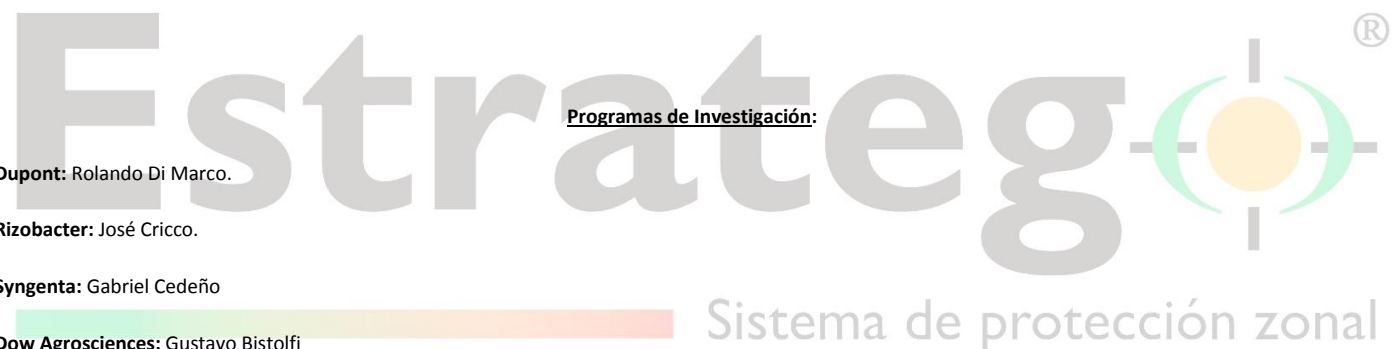 Estrateg
®
Programas de Investigación:
Dupont: Rolando Di Marco.
Rizobacter: José Cricco.
Syngenta: Gabriel Cedeño
Sistema de protección zonal
Dow Agrosciences: Gustavo Bistolfi